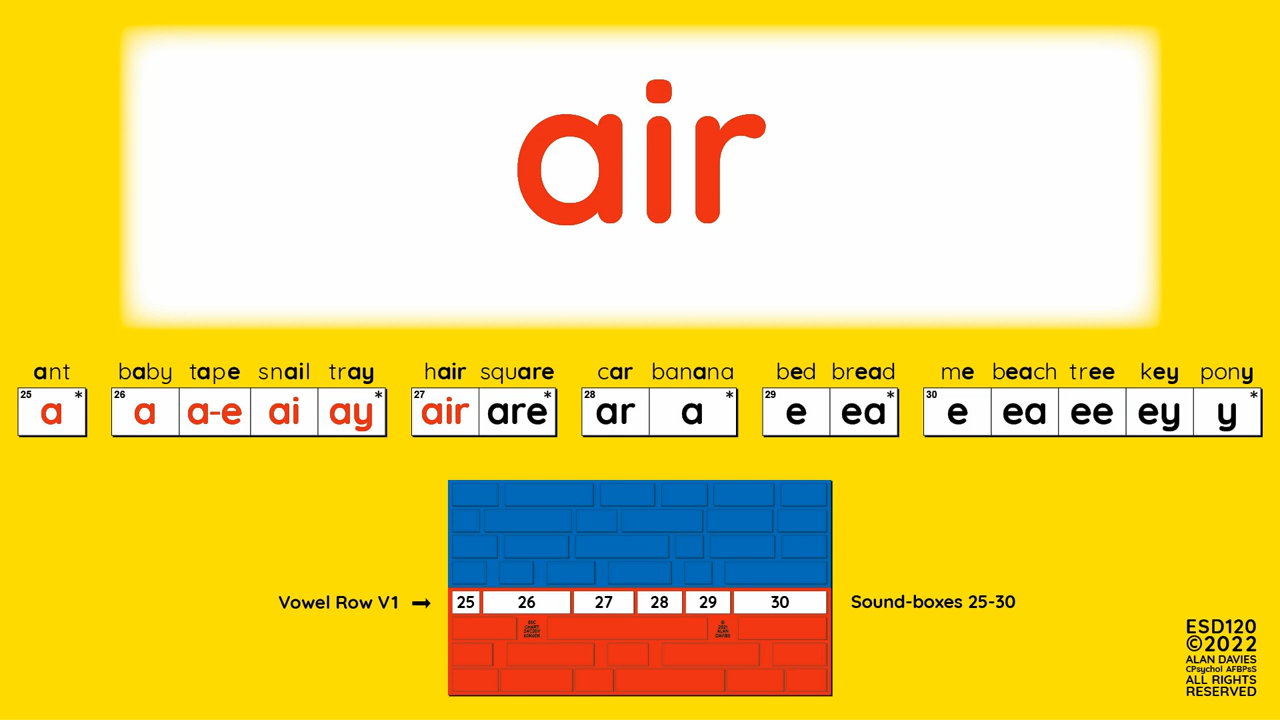 air
ant baby tape snail tray hair square car banana bed bread me beach tree key pony
25 a * 26 a a-e ai ay * 27 air are * 28 ar a * 29 e ea * 30 e ea ee ey y *
Vowel Row V1 → 25 26 27 28 29 30 Sound-boxes 25-30
ESD120
©2022
ALAN DAVIES
CPsychol AFBPsS
ALL RIGHTS
RESERVED